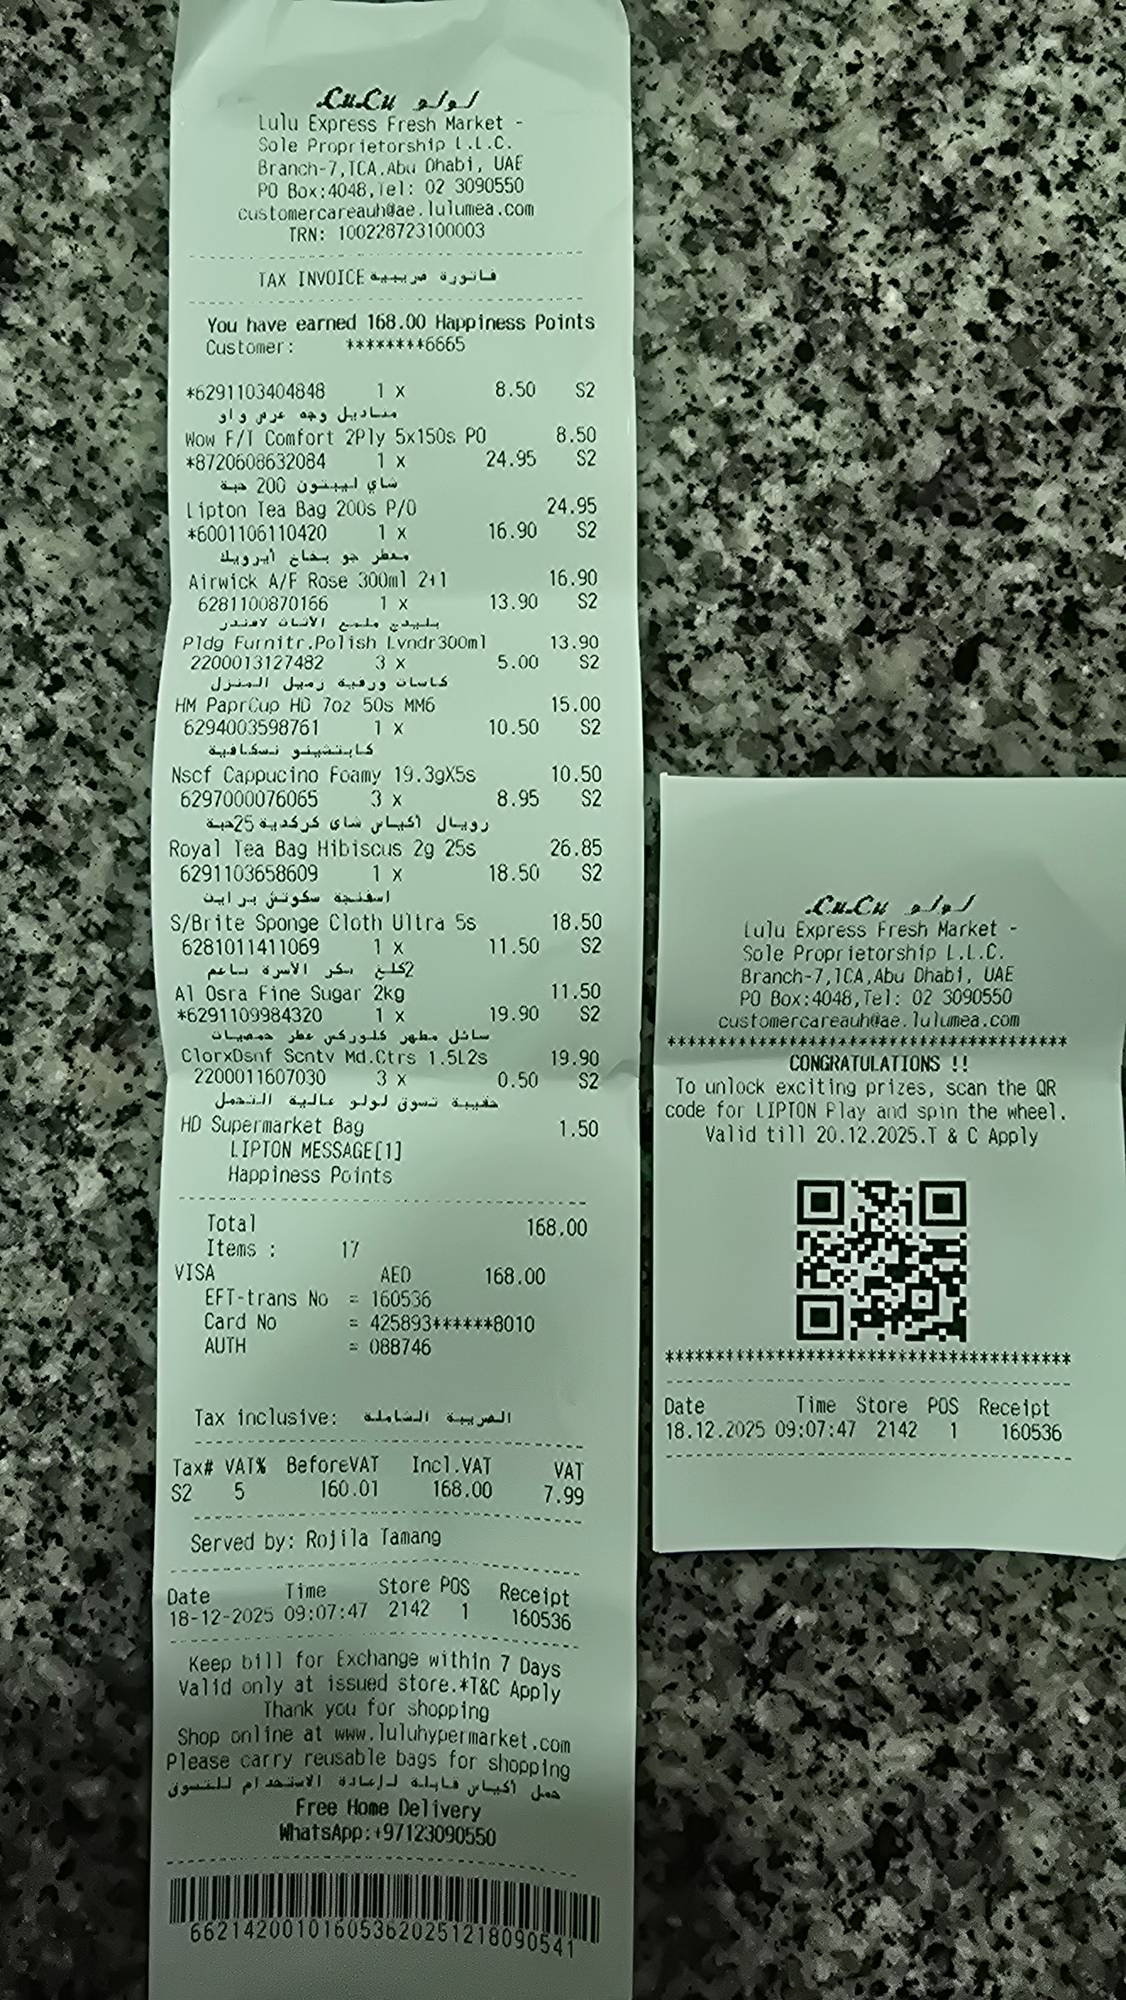 LuLu لولو
Lulu Express Fresh Market -
Sole Proprietorship L.L.C.
Branch-7,ICA,Abu Dhabi, UAE
PO Box:4048,Tel: 02 3090550
customercareauh@ae.lulumea.com
TRN: 100228723100003
TAX INVOICE فاتورة ضريبية
You have earned 168.00 Happiness Points
Customer: ********6665
*6291103404848 1 x 8.50 S2
مناديل وجه عرض واو
Wow F/T Comfort 2Ply 5x150s PO 8.50
*8720608632084 1 x 24.95 S2
شاي ليبتون 200 حبة
Lipton Tea Bag 200s P/O 24.95
*6001106110420 1 x 16.90 S2
معطر جو بخاخ أيرويك
Airwick A/F Rose 300ml 2+1 16.90
6281100870166 1 x 13.90 S2
بليدج ملمع الأثاث لافندر
Pldg Furnitr.Polish Lvndr300ml 13.90
2200013127482 3 x 5.00 S2
كاسات ورقية زميل المنزل
HM PaprCup HD 7oz 50s MM6 15.00
6294003598761 1 x 10.50 S2
كابتشينو نسكافية
Nscf Cappucino Foamy 19.3gX5s 10.50
6297000076065 3 x 8.95 S2
رويال أكياس شاي كركدية 25حبة
Royal Tea Bag Hibiscus 2g 25s 26.85
6291103658609 1 x 18.50 S2
اسفنجة سكوتش برايت
S/Brite Sponge Cloth Ultra 5s 18.50
6281011411069 1 x 11.50 S2
2كلغ سكر الأسرة ناعم
Al Osra Fine Sugar 2kg 11.50
*6291109984320 1 x 19.90 S2
سائل مطهر كلوركس عطر حمضيات
ClorxDsnf Scntv Md.Ctrs 1.5L2s 19.90
2200011607030 3 x 0.50 S2
حقيبة تسوق لولو عالية التحمل
HD Supermarket Bag 1.50
LIPTON MESSAGE[1]
Happiness Points
Total 168.00
Items : 17
VISA AED 168.00
EFT-trans No = 160536
Card No = 425893******8010
AUTH = 088746
Tax inclusive: الضريبة الشاملة
Tax# VAT% BeforeVAT Incl.VAT VAT
S2 5 160.01 168.00 7.99
Served by: Rojila Tamang
Date Time Store POS Receipt
18-12-2025 09:07:47 2142 1 160536
Keep bill for Exchange within 7 Days
Valid only at issued store.*T&C Apply
Thank you for shopping
Shop online at www.luluhypermarket.com
Please carry reusable bags for shopping
حمل أكياس قابلة لإعادة الاستخدام للتسوق
Free Home Delivery
WhatsApp:+97123090550
662142001016053620251218090541
LuLu لولو
Lulu Express Fresh Market -
Sole Proprietorship L.L.C.
Branch-7,ICA,Abu Dhabi, UAE
PO Box:4048,Tel: 02 3090550
customercareauh@ae.lulumea.com
****************************************
CONGRATULATIONS !!
To unlock exciting prizes, scan the QR
code for LIPTON Play and spin the wheel.
Valid till 20.12.2025.T & C Apply
****************************************
Date Time Store POS Receipt
18.12.2025 09:07:47 2142 1 160536